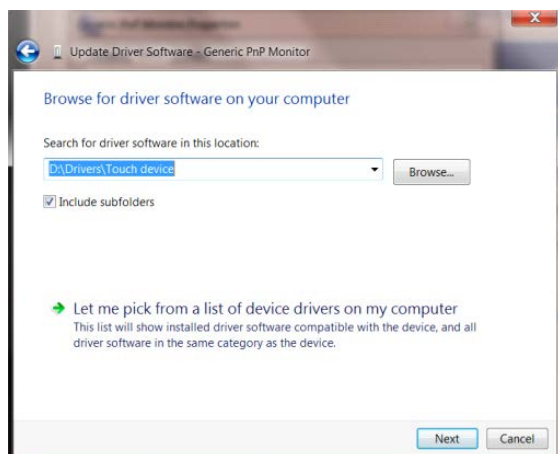 Update Driver Software - Generic PnP Monitor
Browse for driver software on your computer
Search for driver software in this location:
D:\Drivers\Touch device
Browse...
Include subfolders
Let me pick from a list of device drivers on my computer
This list will show installed driver software compatible with the device, and all
driver software in the same category as the device.
Next
Cancel